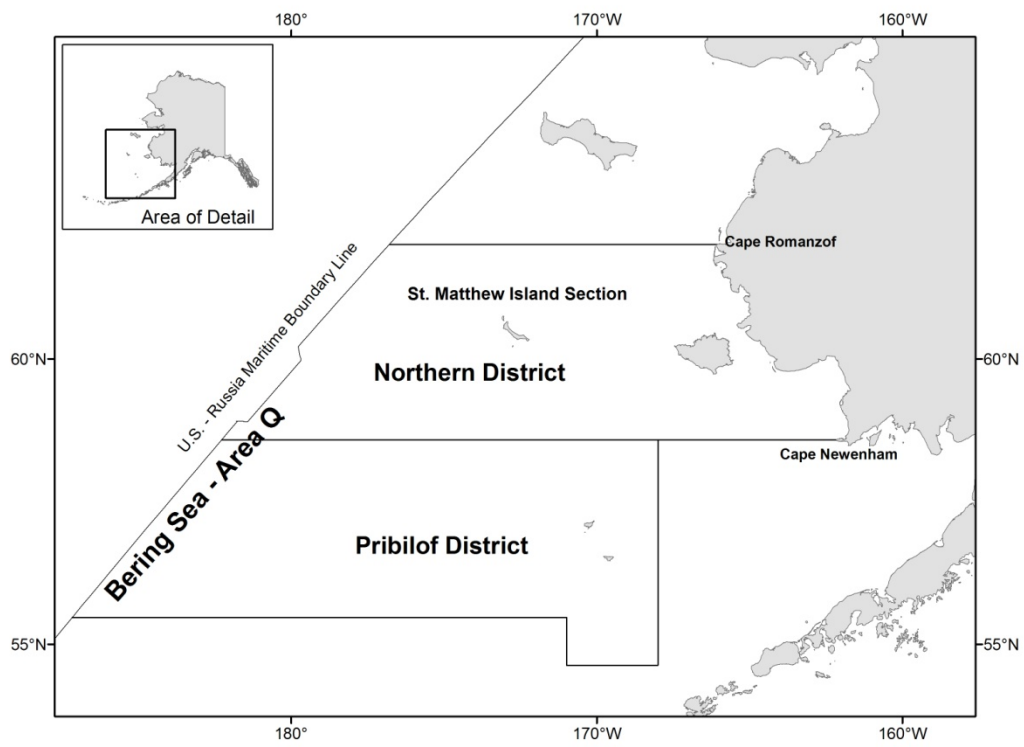 180°
170°W
160°W
Area of Detail
Cape Romanzof
St. Matthew Island Section
U.S. - Russia Maritime Boundary Line
60°N
60°N
Northern District
Bering Sea - Area Q
Cape Newenham
Pribilof District
55°N
55°N
180°
170°W
160°W